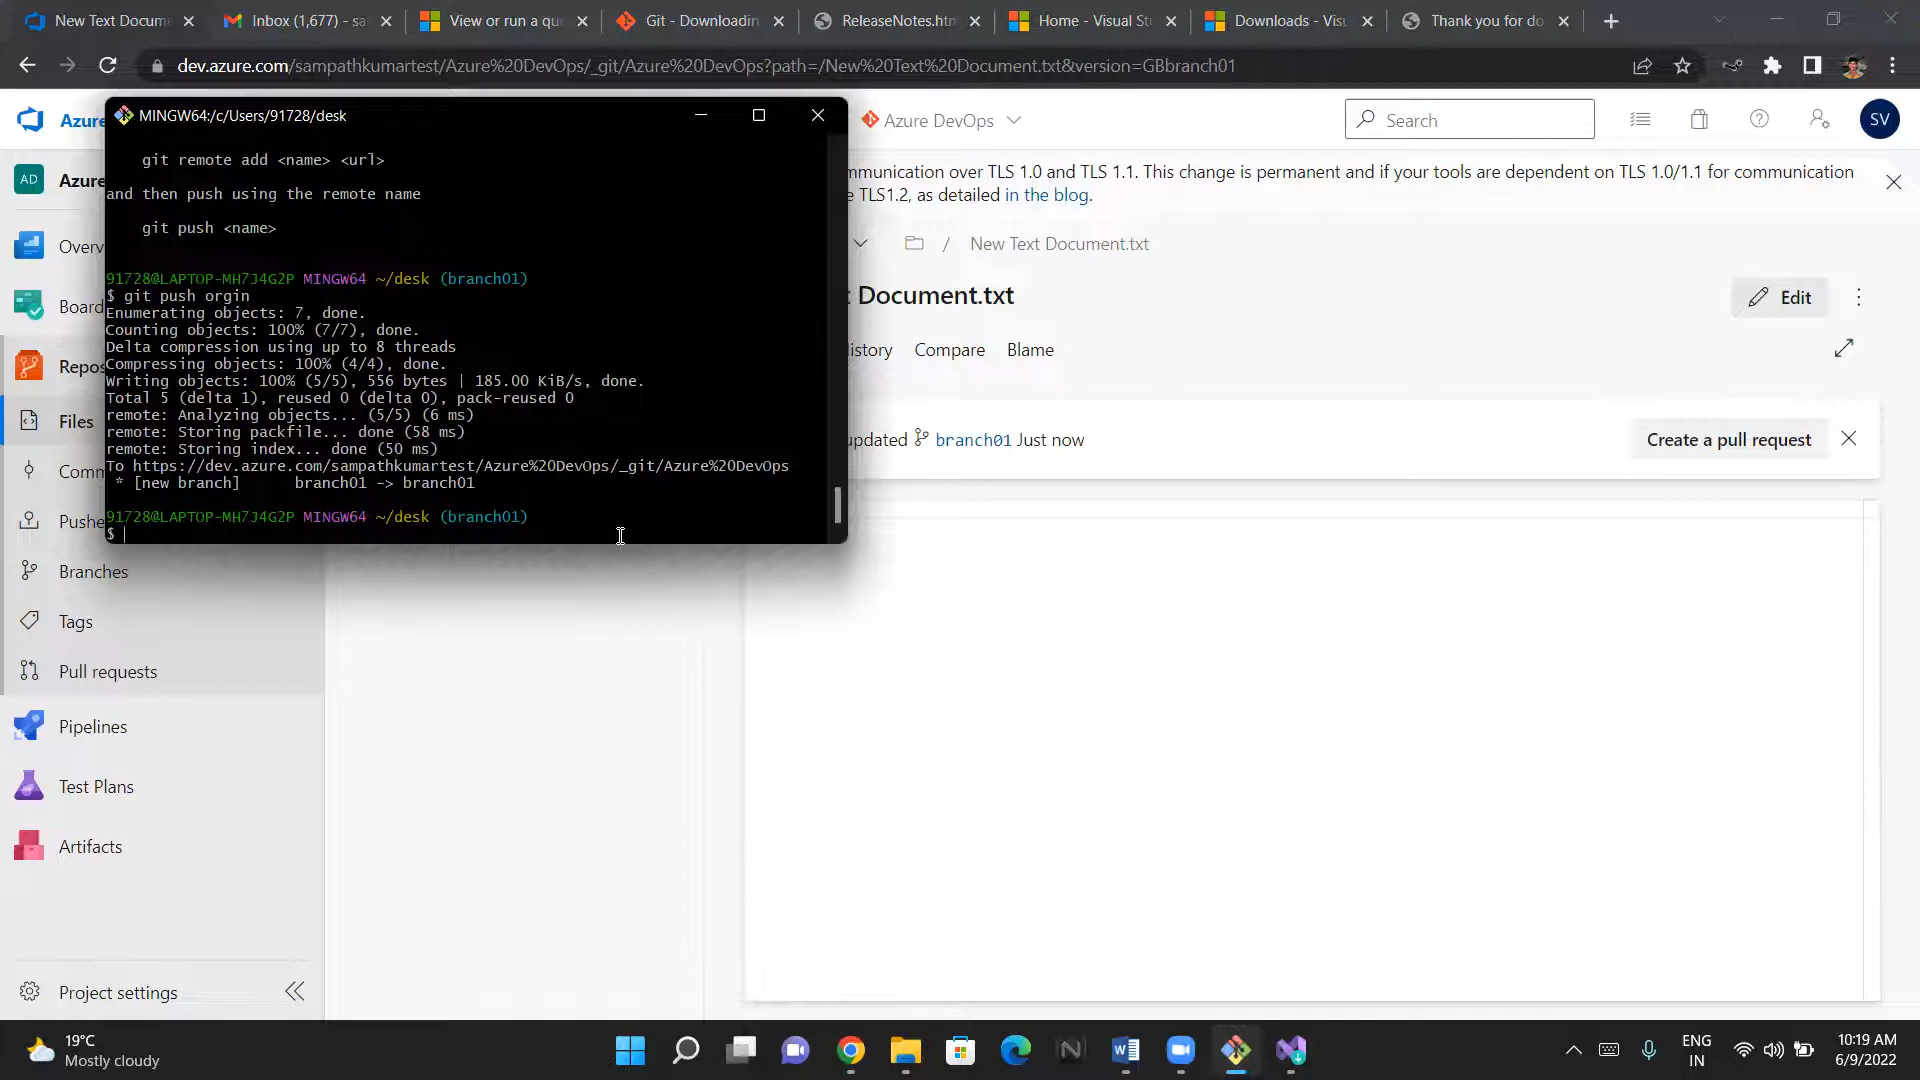 New Text Docum
Inbox (1,677) - sa
View or run a qu
Git - Downloadin
ReleaseNotes.htm
Home - Visual St
Downloads - Visu
Thank you for do
dev.azure.com/sampathkumartest/Azure%20DevOps/_git/Azure%20DevOps?path=/New%20Text%20Document.txt&version=GBbranch01
Azure
MINGW64:/c/Users/91728/desk
Azure DevOps
Search
SV
git remote add <name> <url>
and then push using the remote name
git push <name>
91728@LAPTOP-MH7J4G2P MINGW64 ~/desk (branch01)
$ git push orgin
Enumerating objects: 7, done.
Counting objects: 100% (7/7), done.
Delta compression using up to 8 threads
Compressing objects: 100% (4/4), done.
Writing objects: 100% (5/5), 556 bytes | 185.00 KiB/s, done.
Total 5 (delta 1), reused 0 (delta 0), pack-reused 0
remote: Analyzing objects... (5/5) (6 ms)
remote: Storing packfile... done (58 ms)
remote: Storing index... done (50 ms)
To https://dev.azure.com/sampathkumartest/Azure%20DevOps/_git/Azure%20DevOps
* [new branch] branch01 -> branch01
91728@LAPTOP-MH7J4G2P MINGW64 ~/desk (branch01)
$
mmunication over TLS 1.0 and TLS 1.1. This change is permanent and if your tools are dependent on TLS 1.0/1.1 for communication
e TLS1.2, as detailed in the blog.
/ New Text Document.txt
t Document.txt
Edit
istory
Compare
Blame
updated branch01 Just now
Create a pull request
AD
Azure
Overv
Board
Repos
Files
Comm
Pushe
Branches
Tags
Pull requests
Pipelines
Test Plans
Artifacts
Project settings
19°C
Mostly cloudy
ENG
IN
10:19 AM
6/9/2022